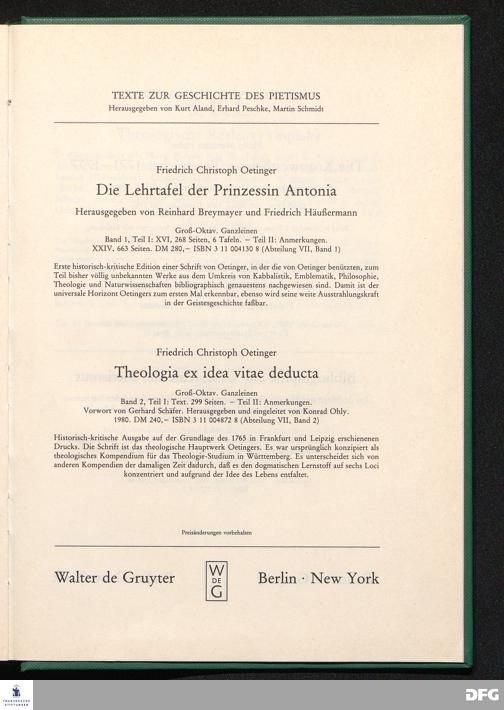 TEXTE ZUR GESCHICHTE DES PIETISMUS
Herausgegeben von Kurt Aland, Erhard Peschke, Martin Schmidt
Friedrich Christoph Oetinger
Die Lehrtafel der Prinzessin Antonia
Herausgegeben von Reinhard Breymayer und Friedrich Häußermann
Groß-Oktav. Ganzleinen
Band 1, Teil I: XVI, 268 Seiten, 6 Tafeln. – Teil II: Anmerkungen.
XXIV, 663 Seiten. DM 280,– ISBN 3 11 004130 8 (Abteilung VII, Band 1)
Erste historisch-kritische Edition einer Schrift von Oetinger, in der die von Oetinger benützten, zum
Teil bisher völlig unbekannten Werke aus dem Umkreis von Kabbalistik, Emblematik, Philosophie,
Theologie und Naturwissenschaften bibliographisch genauestens nachgewiesen sind. Damit ist der
universale Horizont Oetingers zum ersten Mal erkennbar, ebenso wird seine weite Ausstrahlungskraft
in der Geistesgeschichte faßbar.
Friedrich Christoph Oetinger
Theologia ex idea vitae deducta
Groß-Oktav. Ganzleinen
Band 2, Teil I: Text. 299 Seiten. – Teil II: Anmerkungen.
Vorwort von Gerhard Schäfer. Herausgegeben und eingeleitet von Konrad Ohly.
1980. DM 240,– ISBN 3 11 004872 8 (Abteilung VII, Band 2)
Historisch-kritische Ausgabe auf der Grundlage des 1765 in Frankfurt und Leipzig erschienenen
Drucks. Die Schrift ist das theologische Hauptwerk Oetingers. Es war ursprünglich konzipiert als
theologisches Kompendium für das Theologie-Studium in Württemberg. Es unterscheidet sich von
anderen Kompendien der damaligen Zeit dadurch, daß es den dogmatischen Lernstoff auf sechs Loci
konzentriert und aufgrund der Idee des Lebens entfaltet.
Preisänderungen vorbehalten
Walter de Gruyter
W
DE
G
Berlin · New York
FRANCKESCHE
STIFTUNGEN
DFG